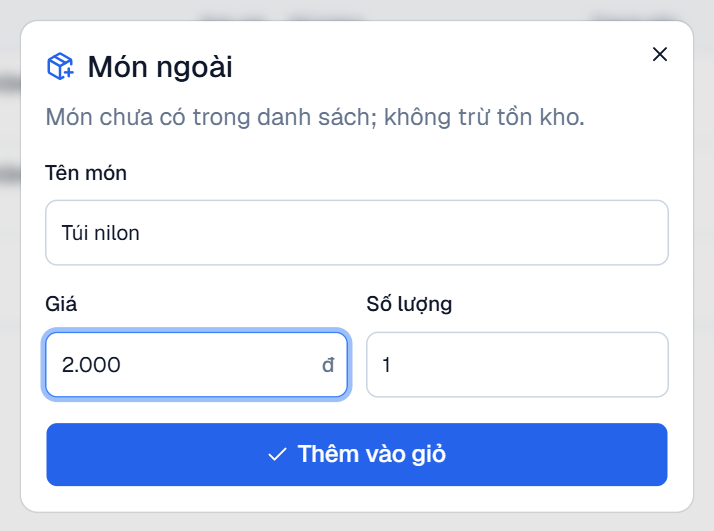 Món ngoài
Món chưa có trong danh sách; không trừ tồn kho.
Tên món
Túi nilon
Giá
Số lượng
2.000 đ
1
Thêm vào giỏ